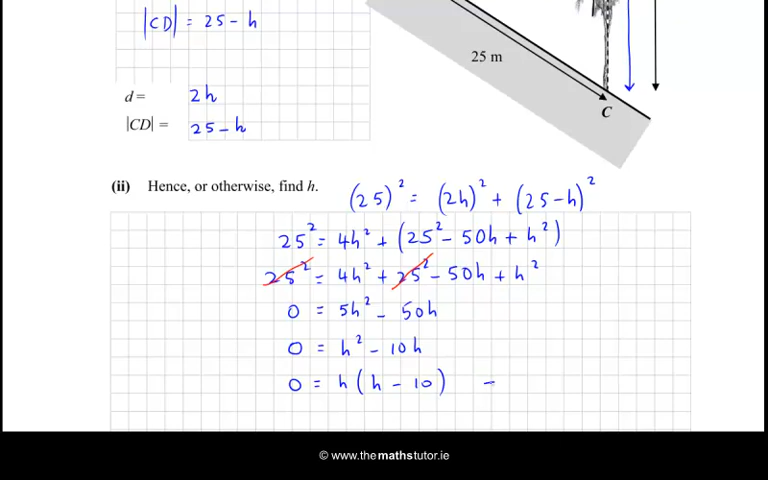 |CD| = 25 - h
25 m
C
d = 2h
|CD| = 25 - h
(ii) Hence, or otherwise, find h.
(25)² = (2h)² + (25-h)²
25² = 4h² + (25² - 50h + h²)
25² = 4h² + 25² - 50h + h²
0 = 5h² - 50h
0 = h² - 10h
0 = h(h - 10) -
© www.themathstutor.ie